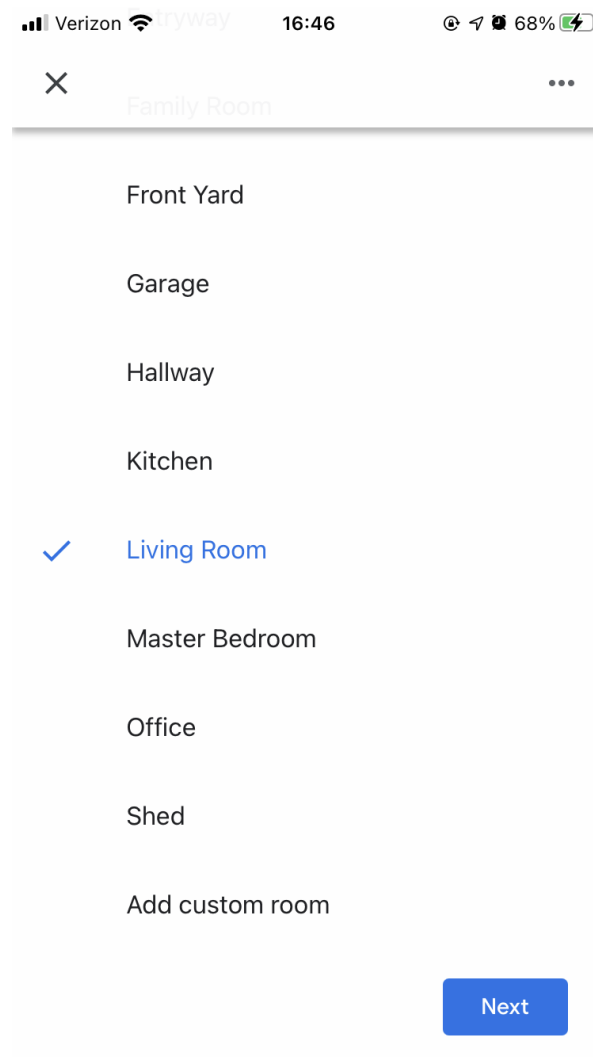 Verizon 16:46 68%
Entryway
Family Room
Front Yard
Garage
Hallway
Kitchen
Living Room
Master Bedroom
Office
Shed
Add custom room
Next